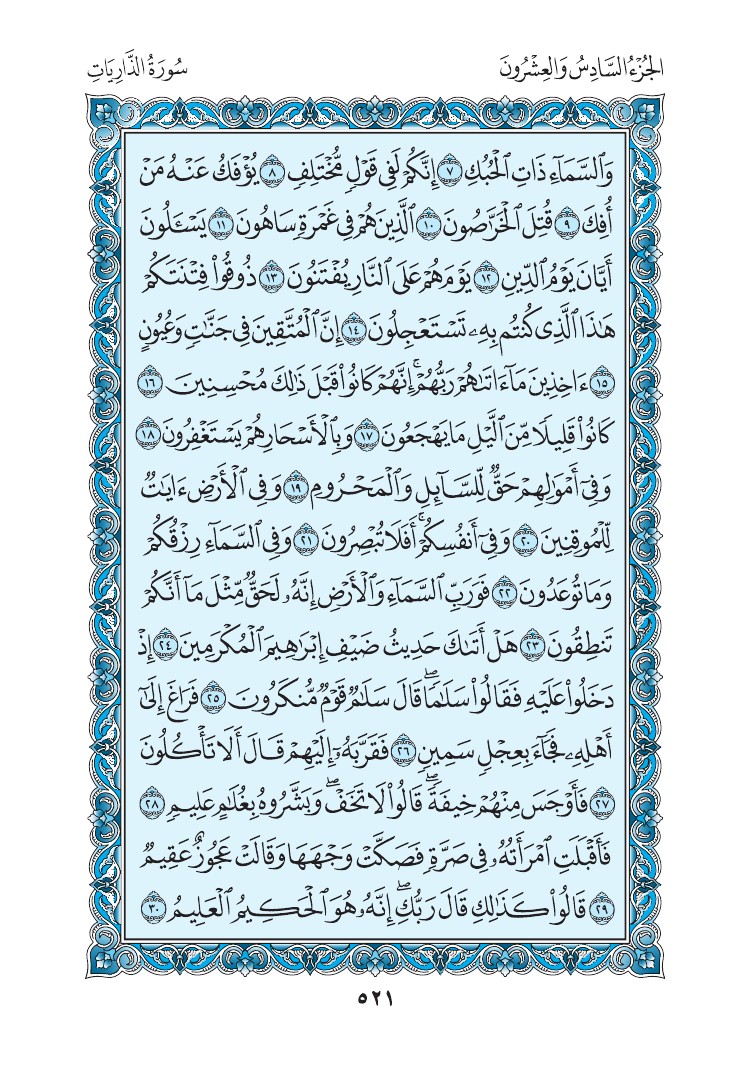 الجُزْءُ السَّادِسُ وَالعِشْرُونَ
سُورَةُ الذَّارِيَاتِ
وَٱلسَّمَآءِ ذَاتِ ٱلْحُبُكِ ٧ إِنَّكُمْ لَفِى قَوْلٍ مُّخْتَلِفٍ ٨ يُؤْفَكُ عَنْهُ مَنْ
أُفِكَ ٩ قُتِلَ ٱلْخَرَّٰصُونَ ١٠ ٱلَّذِينَ هُمْ فِى غَمْرَةٍ سَاهُونَ ١١ يَسْـَٔلُونَ
أَيَّانَ يَوْمُ ٱلدِّينِ ١٢ يَوْمَ هُمْ عَلَى ٱلنَّارِ يُفْتَنُونَ ١٣ ذُوقُوا۟ فِتْنَتَكُمْ
هَٰذَا ٱلَّذِى كُنتُم بِهِۦ تَسْتَعْجِلُونَ ١٤ إِنَّ ٱلْمُتَّقِينَ فِى جَنَّٰتٍ وَعُيُونٍ
١٥ ءَاخِذِينَ مَآ ءَاتَىٰهُمْ رَبُّهُمْ ۚ إِنَّهُمْ كَانُوا۟ قَبْلَ ذَٰلِكَ مُحْسِنِينَ ١٦
كَانُوا۟ قَلِيلًا مِّنَ ٱلَّيْلِ مَا يَهْجَعُونَ ١٧ وَبِٱلْأَسْحَارِ هُمْ يَسْتَغْفِرُونَ ١٨
وَفِىٓ أَمْوَٰلِهِمْ حَقٌّ لِّلسَّآئِلِ وَٱلْمَحْرُومِ ١٩ وَفِى ٱلْأَرْضِ ءَايَٰتٌ
لِّلْمُوقِنِينَ ٢٠ وَفِىٓ أَنفُسِكُمْ ۚ أَفَلَا تُبْصِرُونَ ٢١ وَفِى ٱلسَّمَآءِ رِزْقُكُمْ
وَمَا تُوعَدُونَ ٢٢ فَوَرَبِّ ٱلسَّمَآءِ وَٱلْأَرْضِ إِنَّهُۥ لَحَقٌّ مِّثْلَ مَآ أَنَّكُمْ
تَنطِقُونَ ٢٣ هَلْ أَتَىٰكَ حَدِيثُ ضَيْفِ إِبْرَٰهِيمَ ٱلْمُكْرَمِينَ ٢٤ إِذْ
دَخَلُوا۟ عَلَيْهِ فَقَالُوا۟ سَلَٰمًا ۖ قَالَ سَلَٰمٌ قَوْمٌ مُّنكَرُونَ ٢٥ فَرَاغَ إِلَىٰٓ
أَهْلِهِۦ فَجَآءَ بِعِجْلٍ سَمِينٍ ٢٦ فَقَرَّبَهُۥٓ إِلَيْهِمْ قَالَ أَلَا تَأْكُلُونَ
٢٧ فَأَوْجَسَ مِنْهُمْ خِيفَةً ۖ قَالُوا۟ لَا تَخَفْ ۖ وَبَشَّرُوهُ بِغُلَٰمٍ عَلِيمٍ ٢٨
فَأَقْبَلَتِ ٱمْرَأَتُهُۥ فِى صَرَّةٍ فَصَكَّتْ وَجْهَهَا وَقَالَتْ عَجُوزٌ عَقِيمٌ
٢٩ قَالُوا۟ كَذَٰلِكِ قَالَ رَبُّكِ ۖ إِنَّهُۥ هُوَ ٱلْحَكِيمُ ٱلْعَلِيمُ ٣٠
٥٢١